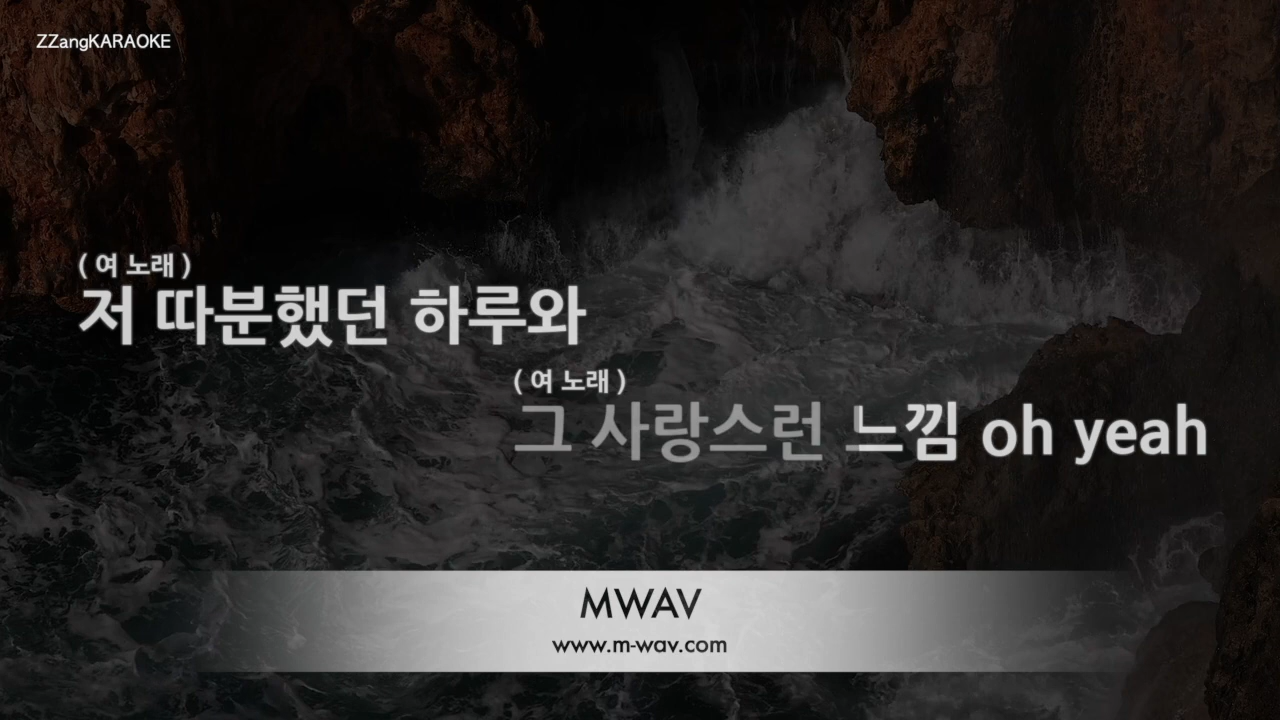 ZZangKARAOKE
( 여 노래 )
저 따분했던 하루와
( 여 노래 )
그 사랑스런 느낌 oh yeah
MWAV
www.m-wav.com